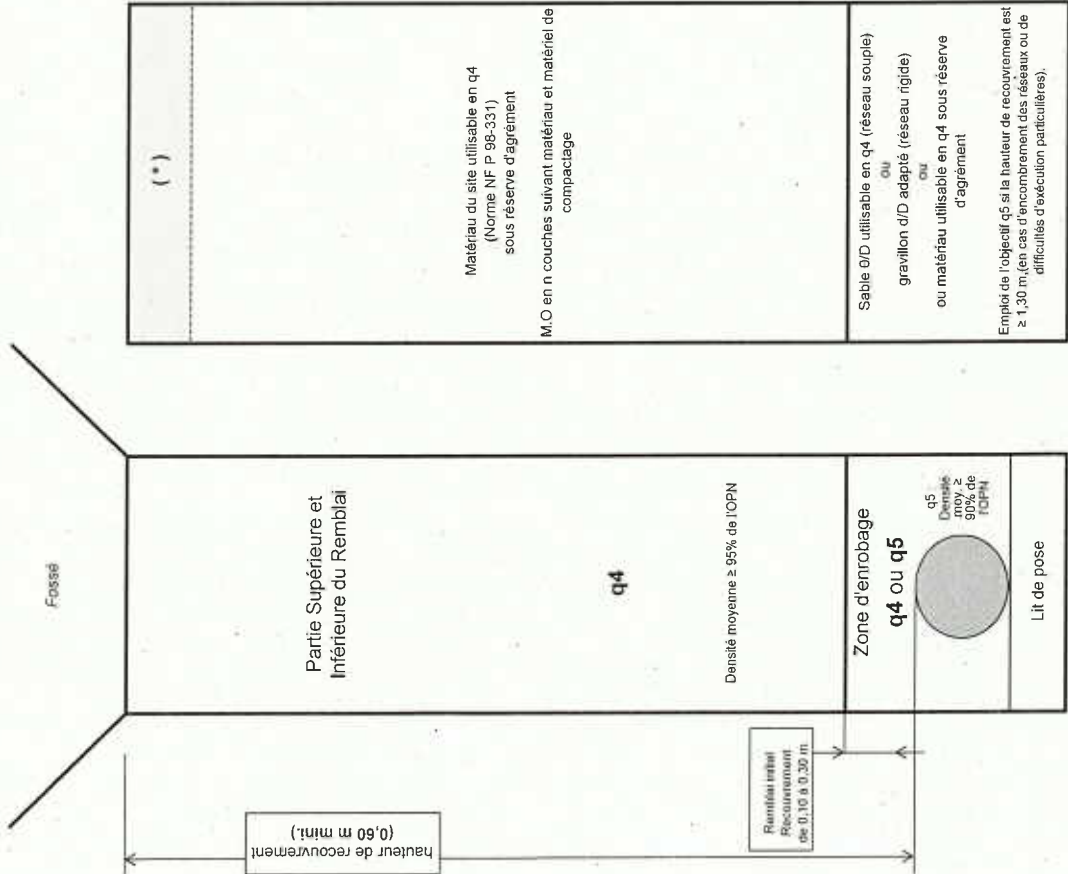 Fossé
Partie Supérieure et
Inférieure du Remblai
q4
Densité moyenne ≥ 95% de l'OPN
Zone d'enrobage
q4 ou q5
q5
Densité
moy. ≥
90% de
l'OPN
Lit de pose
hauteur de recouvrement
(0,60 m mini.)
Remblai initial
Recouvrement
de 0,10 à 0,30 m
(*)
Matériau du site utilisable en q4
(Norme NF P 98-331)
sous réserve d'agrément
M.O en n couches suivant matériau et matériel de
compactage
Sable 0/D utilisable en q4 (réseau souple)
ou
gravillon d/D adapté (réseau rigide)
ou
ou matériau utilisable en q4 sous réserve
d'agrément
Emploi de l'objectif q5 si la hauteur de recouvrement est
≥ 1,30 m,(en cas d'encombrement des réseaux ou de
difficultés d'exécution particulières).